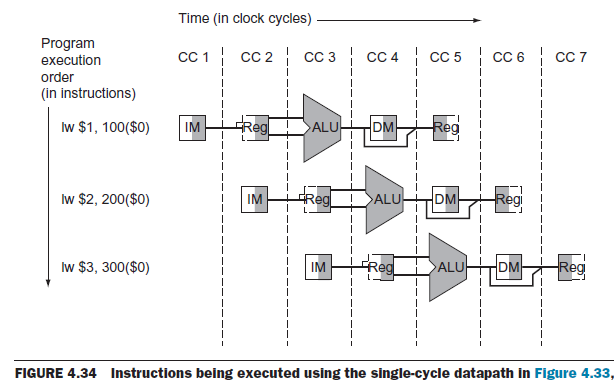 Time (in clock cycles)
Program
execution
order
(in instructions)
CC 1 CC 2 CC 3 CC 4 CC 5 CC 6 CC 7
lw $1, 100($0) IM Reg ALU DM Reg
lw $2, 200($0) IM Reg ALU DM Reg
lw $3, 300($0) IM Reg ALU DM Reg
FIGURE 4.34 Instructions being executed using the single-cycle datapath in Figure 4.33,